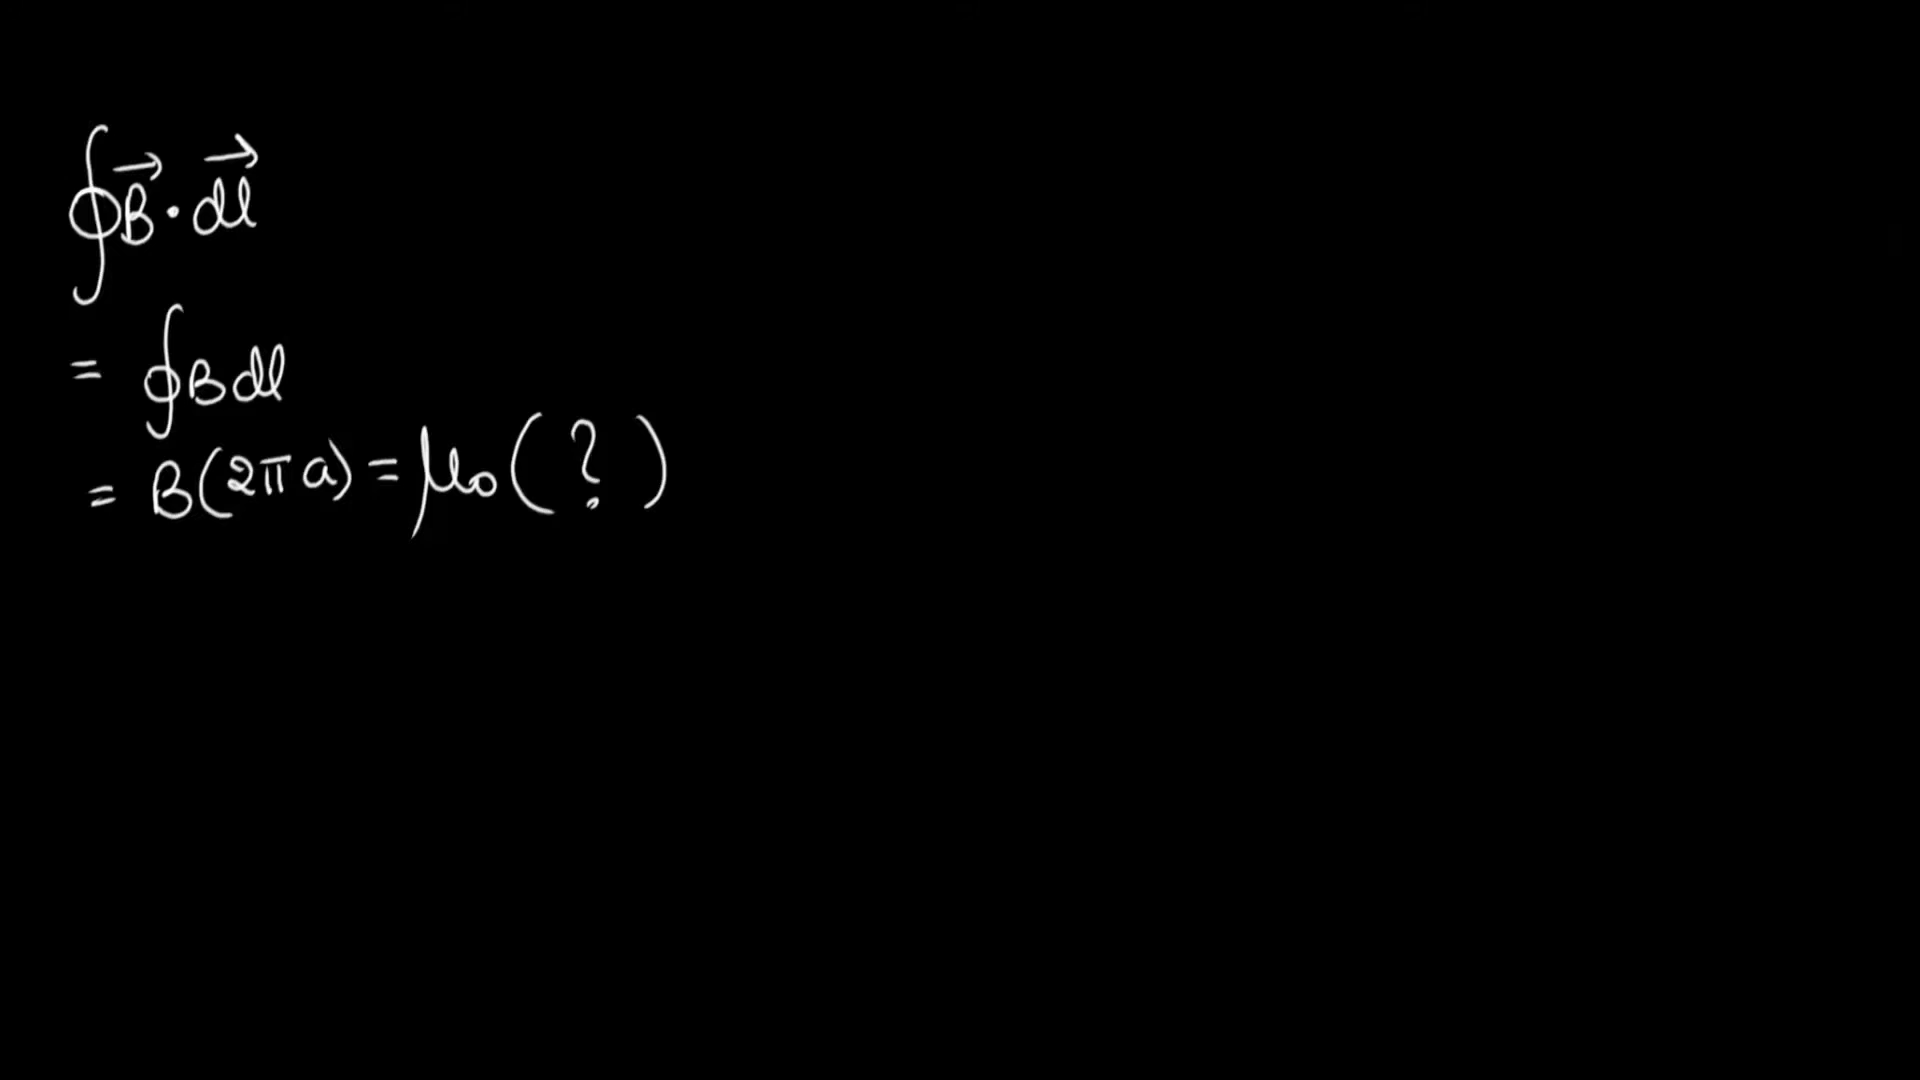 ∮B⃗ · dl⃗
= ∮B dl
= B(2πa) = μ₀( ? )